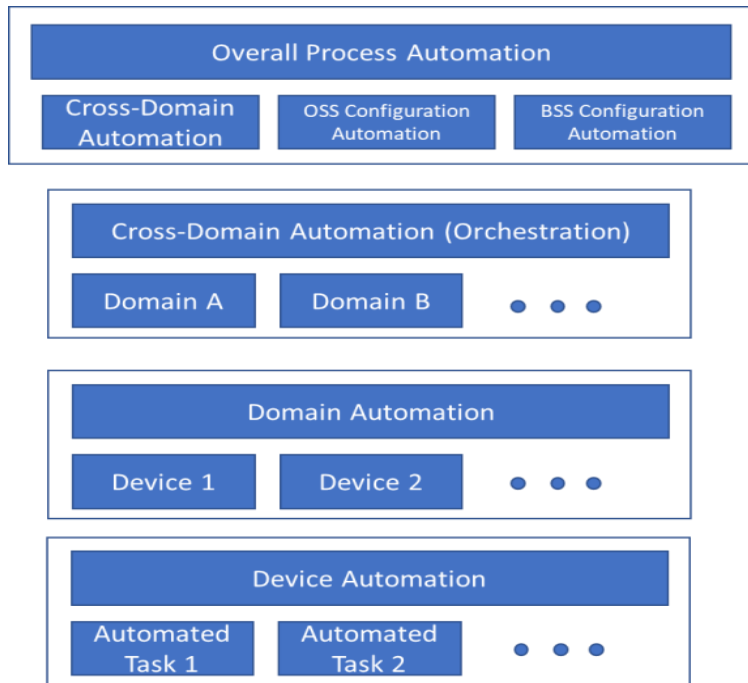 Overall Process Automation
Cross-Domain
Automation
OSS Configuration
Automation
BSS Configuration
Automation
Cross-Domain Automation (Orchestration)
Domain A
Domain B
Domain Automation
Device 1
Device 2
Device Automation
Automated
Task 1
Automated
Task 2